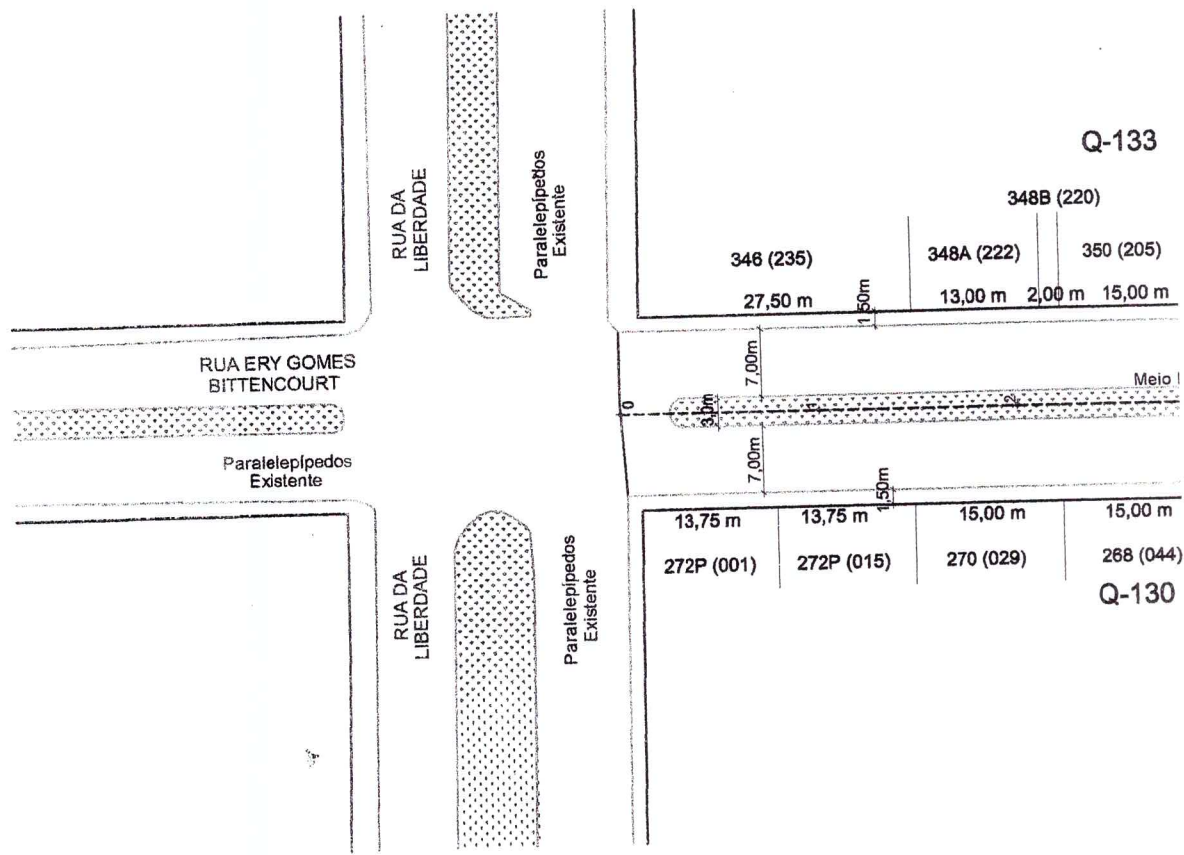 Q-133
348B (220)
346 (235)
348A (222)
350 (205)
27,50 m
13,00 m
2,00 m
15,00 m
1,50m
RUA DA
LIBERDADE
Paralelepípedos
Existente
RUA ERY GOMES
BITTENCOURT
7,00m
Meio
0
3,0m
1
2
Paralelepípedos
Existente
7,00m
1,50m
13,75 m
13,75 m
15,00 m
15,00 m
272P (001)
272P (015)
270 (029)
268 (044)
Q-130
RUA DA
LIBERDADE
Paralelepípedos
Existente